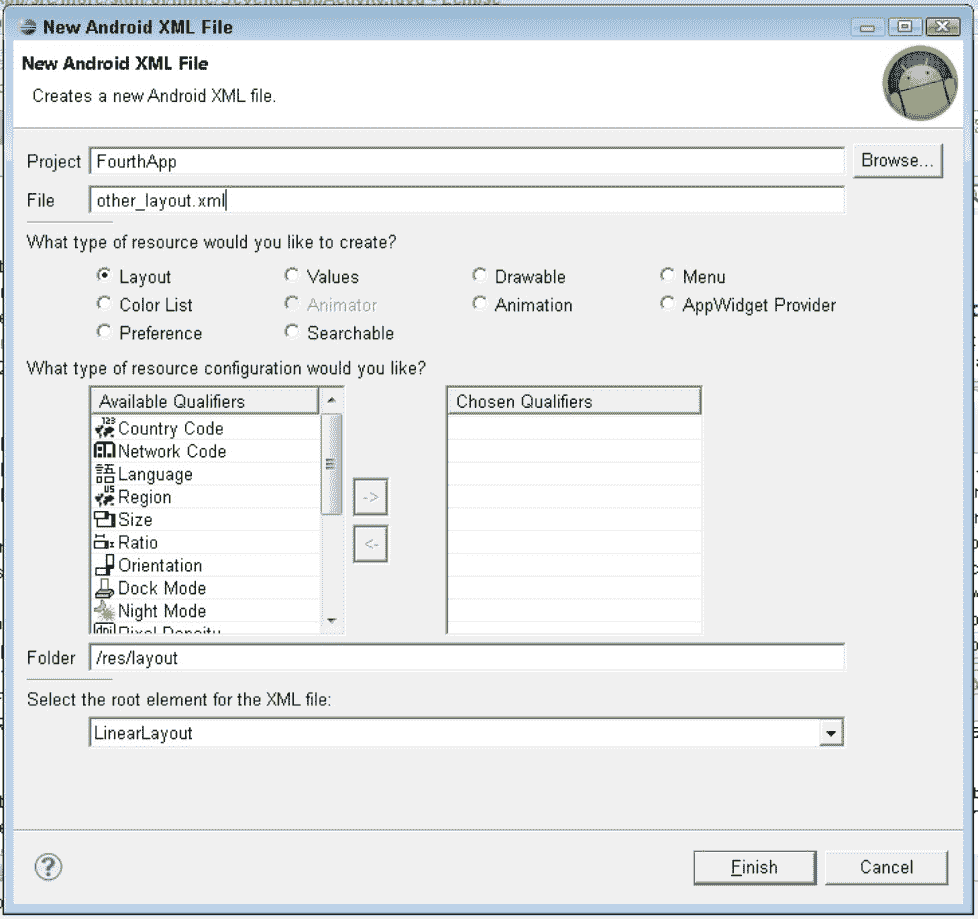 New Android XML File
New Android XML File
Creates a new Android XML file.
Project FourthApp Browse...
File other_layout.xml
What type of resource would you like to create?
Layout Values Drawable Menu
Color List Animator Animation AppWidget Provider
Preference Searchable
What type of resource configuration would you like?
Available Qualifiers Chosen Qualifiers
Country Code
Network Code
Language
Region
-> 
Size
Ratio
<-
Orientation
Dock Mode
Night Mode
Pixel Density
Folder /res/layout
Select the root element for the XML file:
LinearLayout
? Finish Cancel